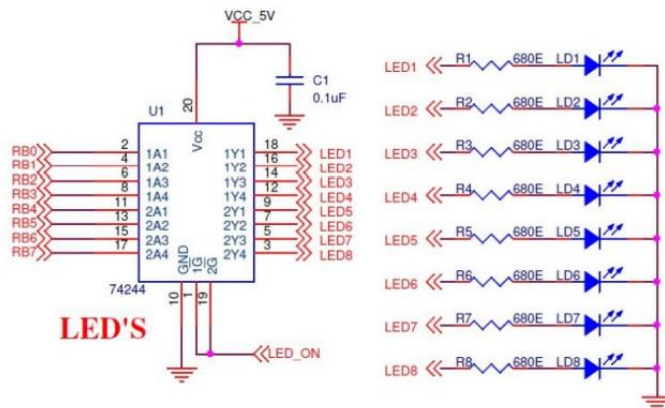 VCC_5V
C1
0.1uF
U1
20
Vcc
RB0 2 1A1 1Y1 18 LED1
RB1 4 1A2 1Y2 16 LED2
RB2 6 1A3 1Y3 14 LED3
RB3 8 1A4 1Y4 12 LED4
RB4 11 2A1 2Y1 9 LED5
RB5 13 2A2 2Y2 7 LED6
RB6 15 2A3 2Y3 5 LED7
RB7 17 2A4 2Y4 3 LED8
GND 1G 2G
74244
10 1 19
LED'S
LED_ON
LED1 R1 680E LD1
LED2 R2 680E LD2
LED3 R3 680E LD3
LED4 R4 680E LD4
LED5 R5 680E LD5
LED6 R6 680E LD6
LED7 R7 680E LD7
LED8 R8 680E LD8